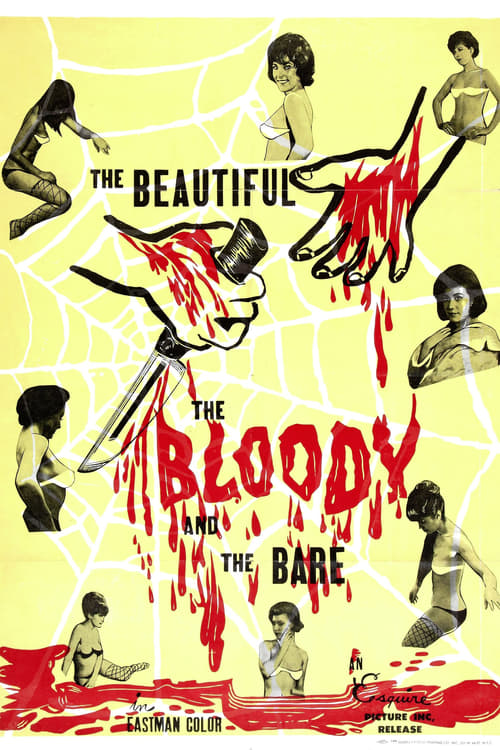 THE BEAUTIFUL
THE
BLOODY
AND
THE BARE
in
EASTMAN COLOR
AN
Esquire
PICTURE INC,
RELEASE